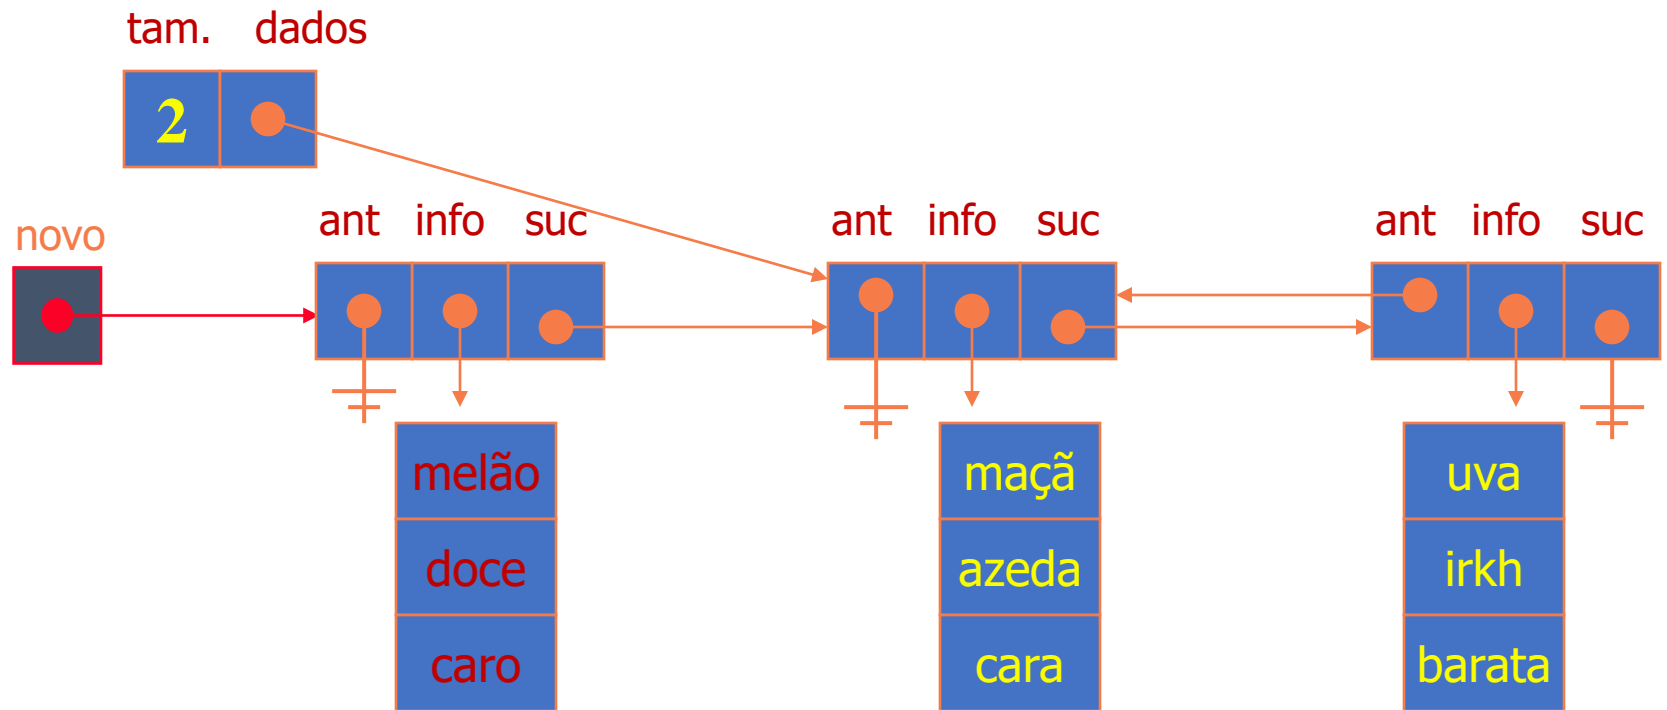 tam. dados
2
novo
ant info suc
ant info suc
ant info suc
melão
doce
caro
maçã
azeda
cara
uva
irkh
barata